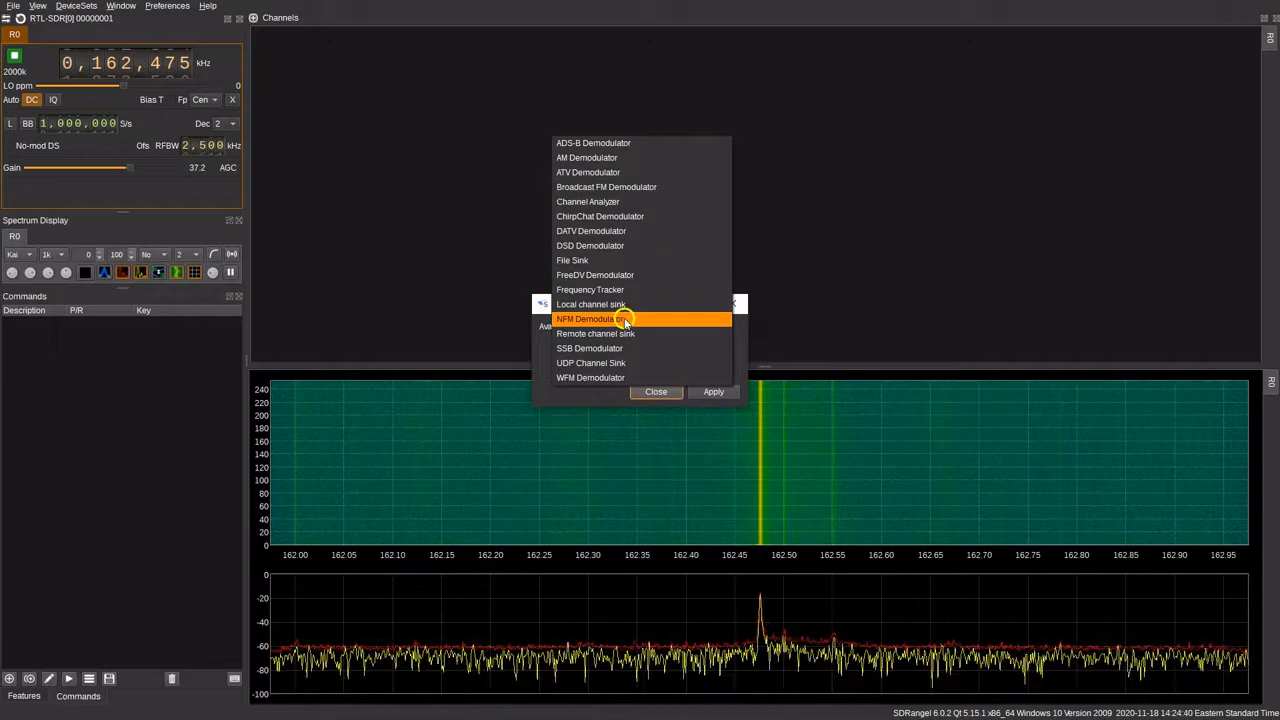 File View DeviceSets Window Preferences Help
RTL-SDR[0] 00000001
Channels
R0
R0
0,162,475 kHz
2000k
LO ppm 0
Auto DC IQ Bias T Fp Cen X
L BB 1,000,000 S/s Dec 2
No-mod DS Ofs RFBW 2,500 kHz
Gain 37.2 AGC
Spectrum Display
R0
Kai 1k 0 100 No 2
Commands
Description P/R Key
ADS-B Demodulator
AM Demodulator
ATV Demodulator
Broadcast FM Demodulator
Channel Analyzer
ChirpChat Demodulator
DATV Demodulator
DSD Demodulator
File Sink
FreeDV Demodulator
Frequency Tracker
Local channel sink
NFM Demodulator
Remote channel sink
SSB Demodulator
UDP Channel Sink
WFM Demodulator
Ava
Close Apply
R0
240
220
200
180
160
140
120
100
80
60
40
20
0
162.00 162.05 162.10 162.15 162.20 162.25 162.30 162.35 162.40 162.45 162.50 162.55 162.60 162.65 162.70 162.75 162.80 162.85 162.90 162.95
0
-20
-40
-60
-80
-100
Features Commands
SDRangel 6.0.2 Qt 5.15.1 x86_64 Windows 10 Version 2009 2020-11-18 14:24:40 Eastern Standard Time